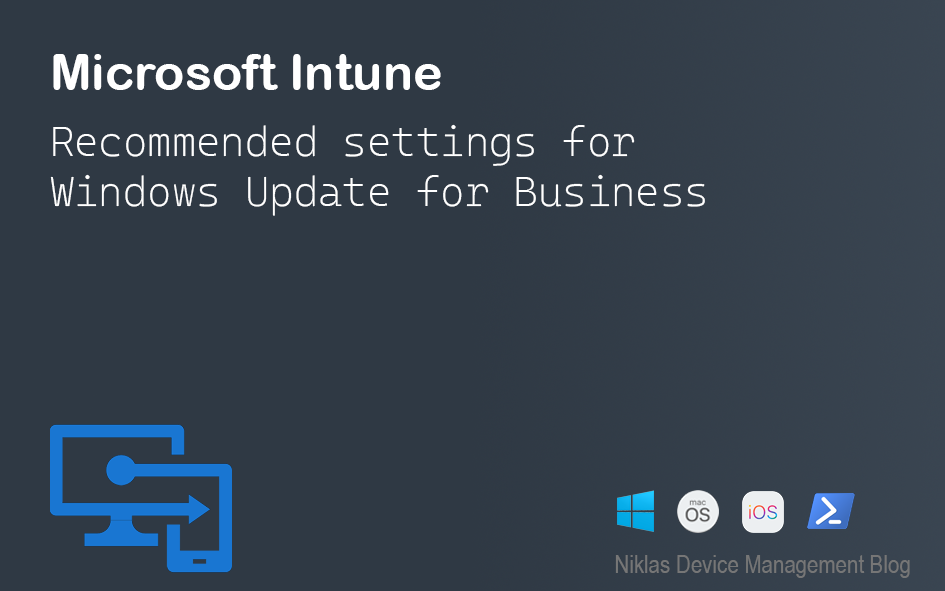 Microsoft Intune
Recommended settings for
Windows Update for Business
mac
OS
iOS
Niklas Device Management Blog